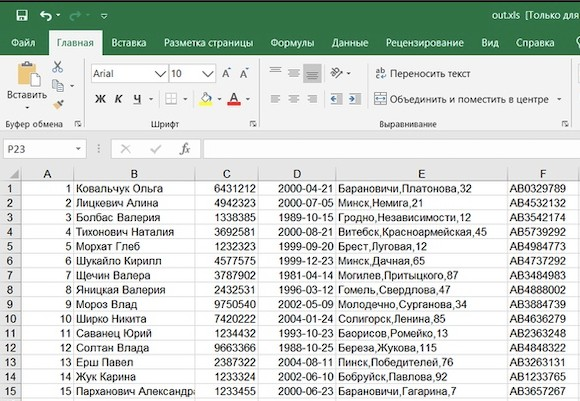 out.xls [Только для
Файл Главная Вставка Разметка страницы Формулы Данные Рецензирование Вид Справка
Вставить Arial 10 A A ab Переносить текст
Ж К Ч A Объединить и поместить в центре
Буфер обмена Шрифт Выравнивание
P23 fx
A B C D E F
1 1 Ковальчук Ольга 6431212 2000-04-21 Барановичи,Платонова,32 AB0329789
2 2 Лицкевич Алина 4942323 2000-07-05 Минск,Немига,21 AB4532132
3 3 Болбас Валерия 1338385 1989-10-15 Гродно,Независимости,12 AB3542174
4 4 Тихонович Наталия 3692581 2000-08-21 Витебск,Красноармейская,45 AB5739292
5 5 Морхат Глеб 1232323 1999-09-20 Брест,Луговая,12 AB4984773
6 6 Шукайло Кирилл 4577575 1999-12-23 Минск,Дачная,65 AB4737292
7 7 Щечин Валера 3787902 1981-04-14 Могилев,Притыцкого,87 AB3484983
8 8 Яницкая Валерия 2432531 1996-03-12 Гомель,Свердлова,47 AB4888002
9 9 Мороз Влад 9750540 2002-05-09 Молодечно,Сурганова,34 AB3884739
10 10 Ширко Никита 7420222 2004-01-24 Солигорск,Ленина,85 AB4636279
11 11 Саванец Юрий 1234432 1993-10-23 Баорисов,Ромейко,13 AB2363248
12 12 Солтан Влада 9663366 1988-10-25 Береза,Жукова,115 AB4848322
13 13 Ерш Павел 2387322 2004-08-11 Пинск,Победителей,76 AB3263131
14 14 Жук Карина 1233324 2002-06-10 Бобруйск,Павлова,92 AB1233765
15 15 Парханович Александра 1233455 2000-06-23 Барановичи,Гагарина,7 AB3657267